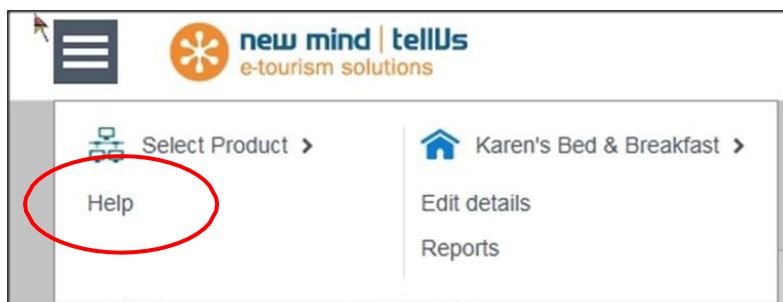 new mind | tellUs
e-tourism solutions
Select Product >
Help
Karen's Bed & Breakfast >
Edit details
Reports